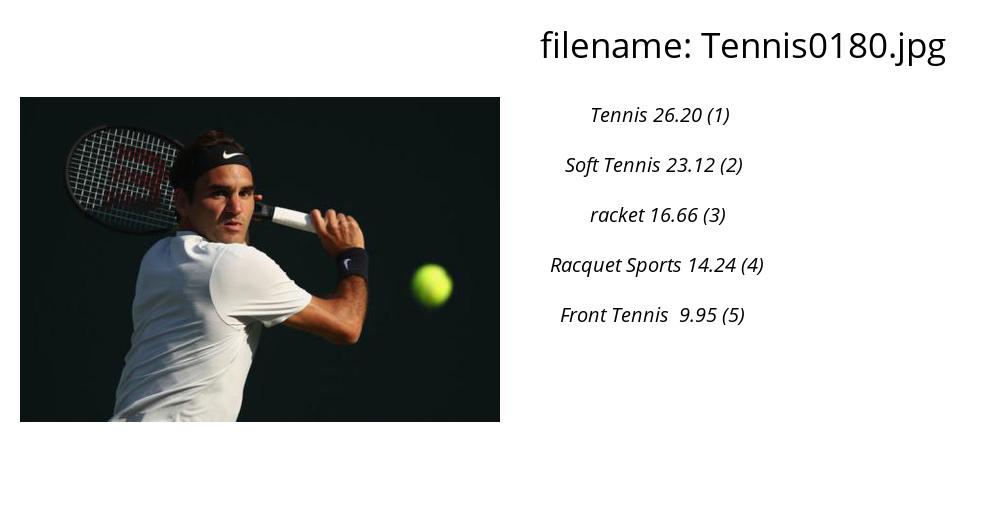 filename: Tennis0180.jpg
Tennis 26.20 (1)
Soft Tennis 23.12 (2)
racket 16.66 (3)
Racquet Sports 14.24 (4)
Front Tennis  9.95 (5)